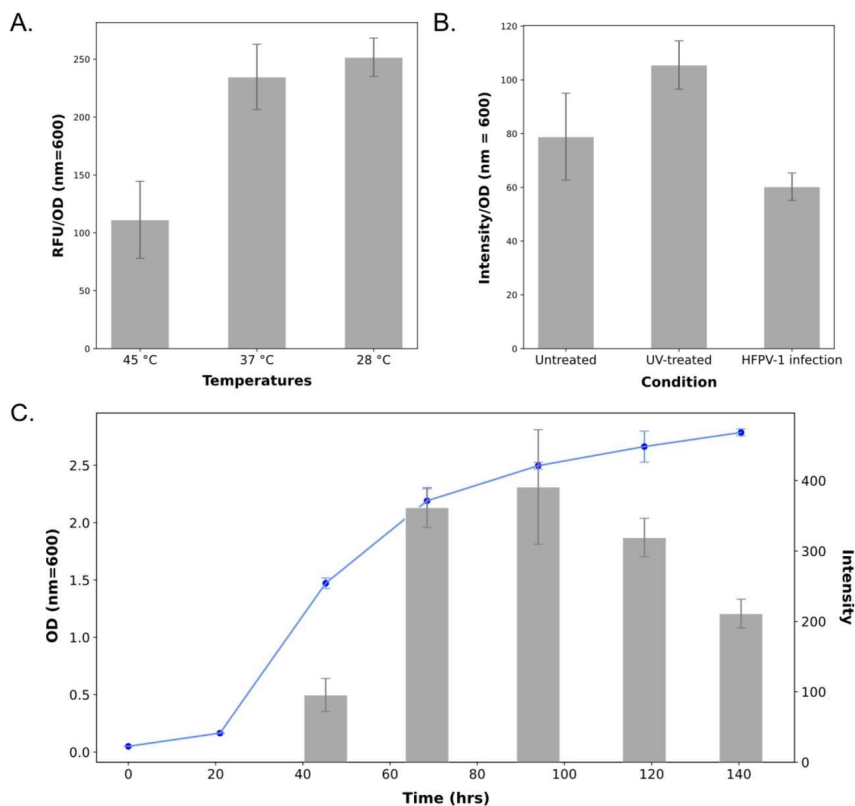 A.
RFU/OD (nm=600)
250
200
150
100
50
0
45 °C 37 °C 28 °C
Temperatures
B.
Intensity/OD (nm = 600)
120
100
80
60
40
20
0
Untreated UV-treated HFPV-1 infection
Condition
C.
OD (nm=600)
2.5
2.0
1.5
1.0
0.5
0.0
0 20 40 60 80 100 120 140
Time (hrs)
400
300
200
100
0
Intensity